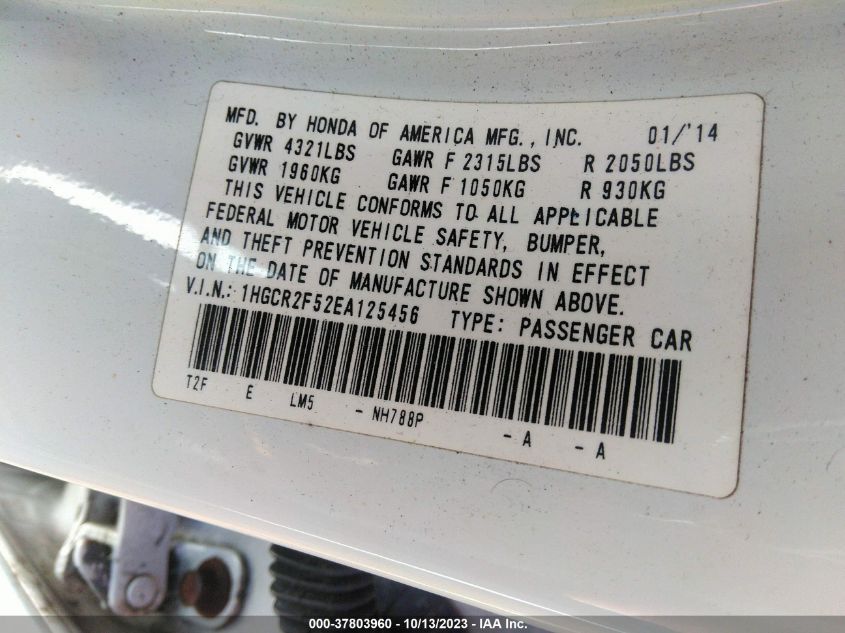 MFD. BY HONDA OF AMERICA MFG., INC. 01/'14
GVWR 4321LBS GAWR F 2315LBS R 2050LBS
GVWR 1960KG GAWR F 1050KG R 930KG
THIS VEHICLE CONFORMS TO ALL APPLICABLE
FEDERAL MOTOR VEHICLE SAFETY, BUMPER,
AND THEFT PREVENTION STANDARDS IN EFFECT
ON THE DATE OF MANUFACTURE SHOWN ABOVE.
V.I.N.: 1HGCR2F52EA125456 TYPE: PASSENGER CAR
T2F E LM5 - NH788P - A - A
000-37803960 - 10/13/2023 - IAA Inc.